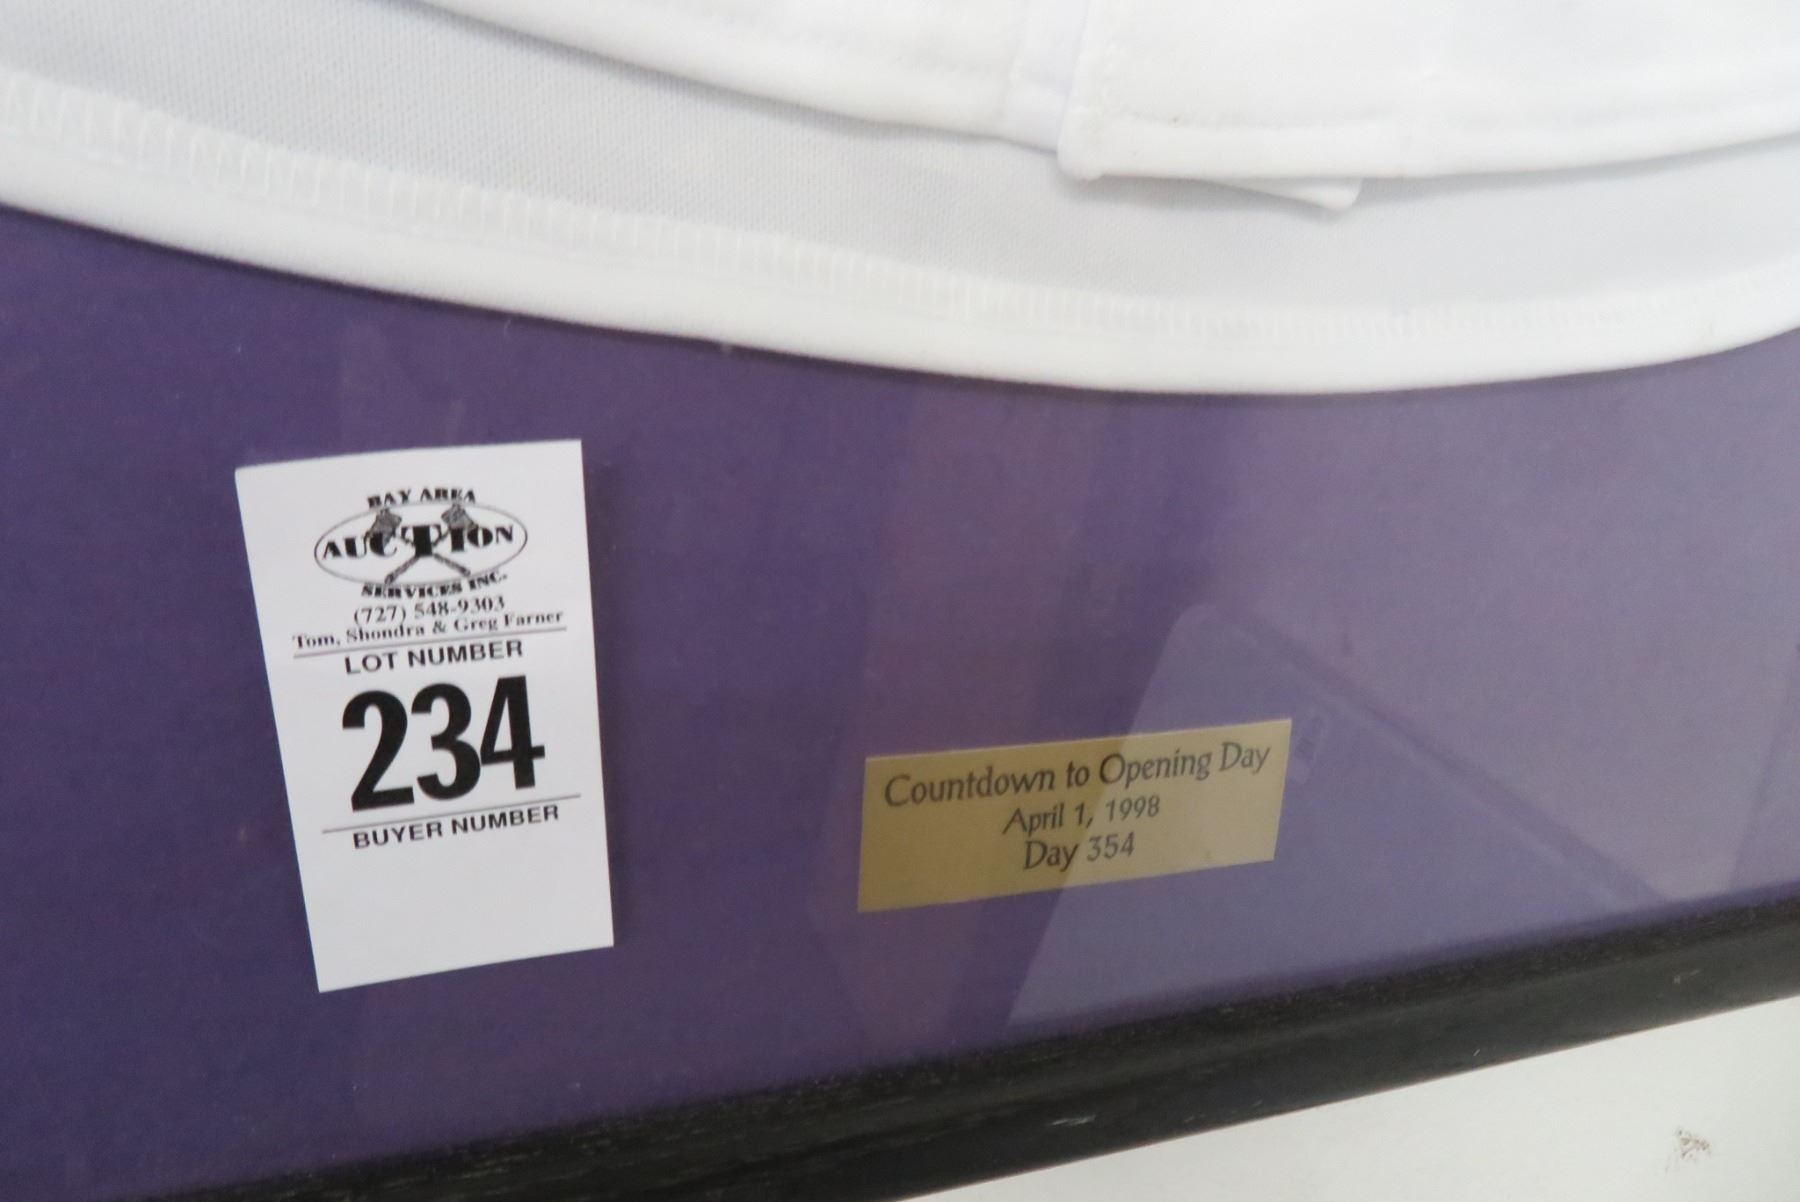 BAY AREA
AUCTION
SERVICES INC.
(727) 548-9303
Tom, Shondra & Greg Farner
LOT NUMBER
234
BUYER NUMBER
Countdown to Opening Day
April 1, 1998
Day 354